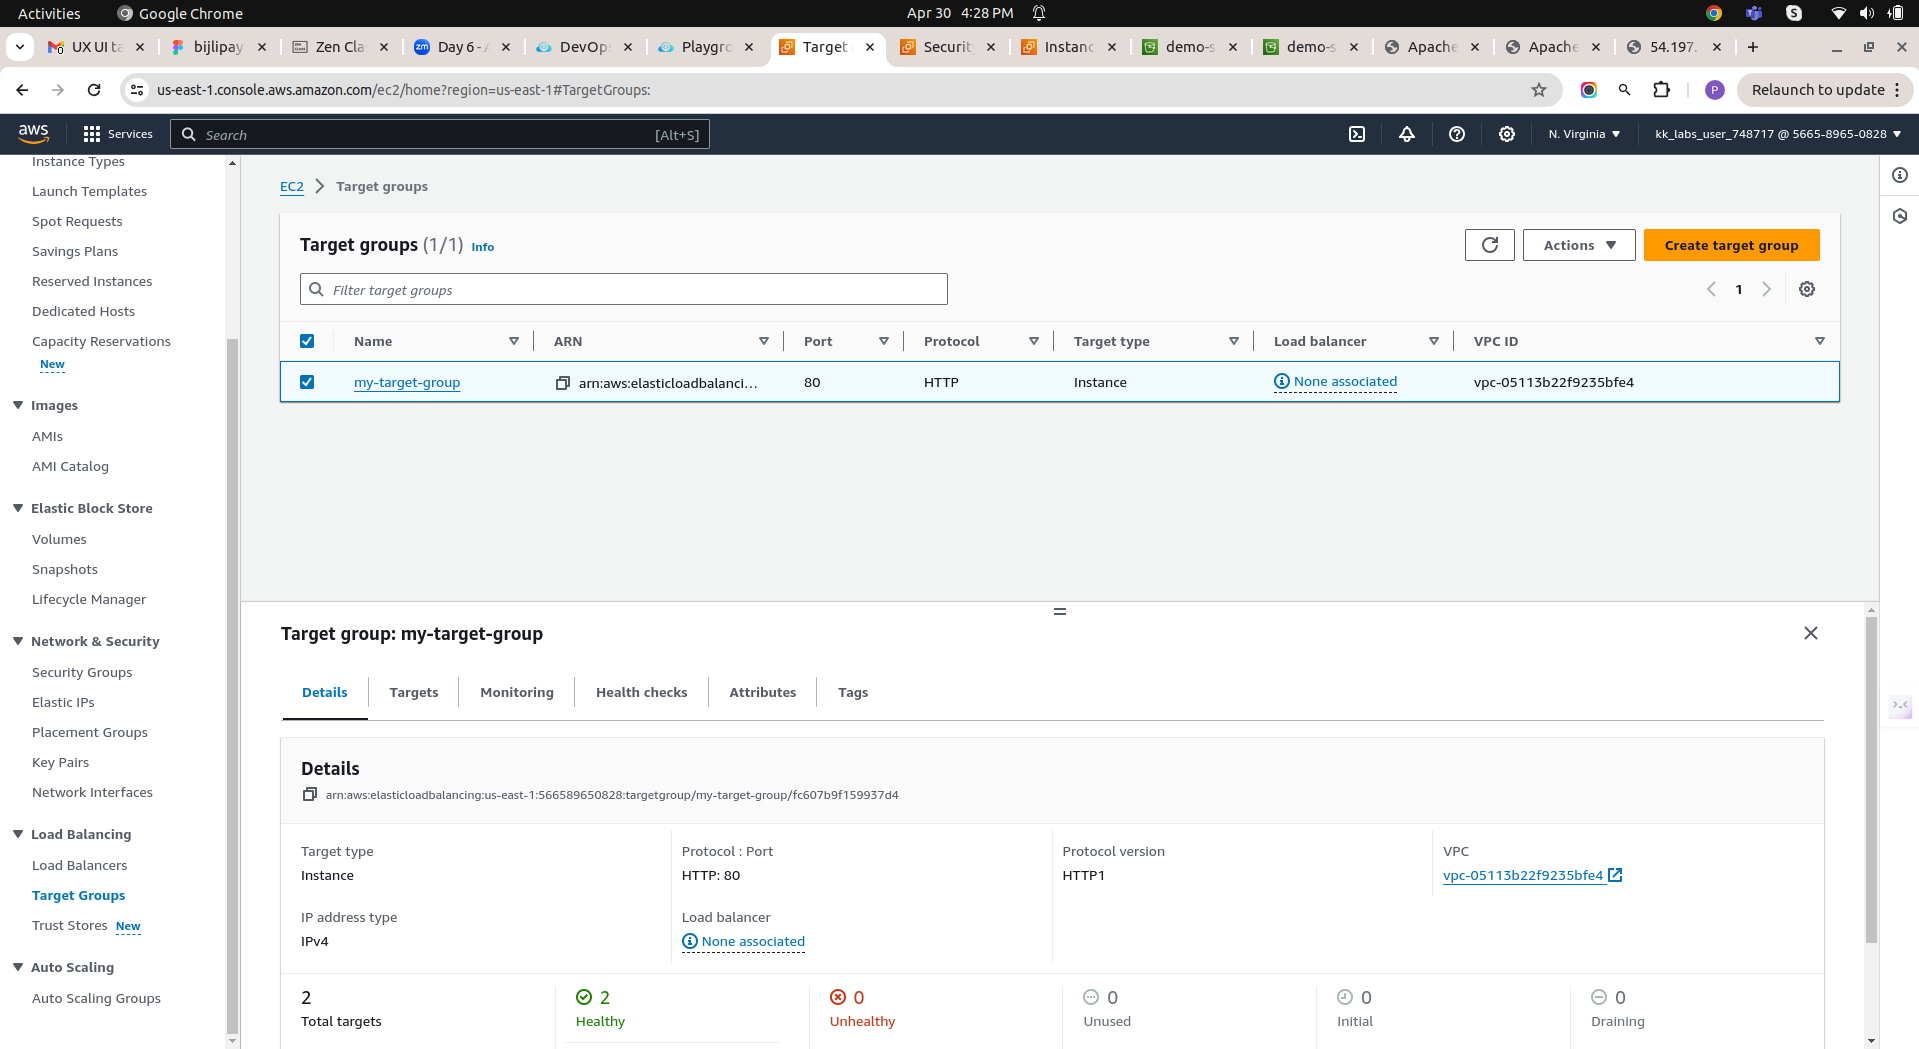 Activities
Google Chrome
Apr 30 4:28 PM
UX UI ta
bijlipay
Zen Cla
zm
Day 6 - A
DevOps
Playgro
Target
Securit
Instanc
demo-s
demo-s
Apache
Apache
54.197.
us-east-1.console.aws.amazon.com/ec2/home?region=us-east-1#TargetGroups:
P
Relaunch to update
aws
Services
Search
[Alt+S]
N. Virginia
kk_labs_user_748717 @ 5665-8965-0828
Instance Types
Launch Templates
Spot Requests
Savings Plans
Reserved Instances
Dedicated Hosts
Capacity Reservations
New
Images
AMIs
AMI Catalog
Elastic Block Store
Volumes
Snapshots
Lifecycle Manager
Network & Security
Security Groups
Elastic IPs
Placement Groups
Key Pairs
Network Interfaces
Load Balancing
Load Balancers
Target Groups
Trust Stores New
Auto Scaling
Auto Scaling Groups
EC2 Target groups
Target groups (1/1) Info
Actions
Create target group
Filter target groups
1
Name ARN Port Protocol Target type Load balancer VPC ID
my-target-group arn:aws:elasticloadbalanci… 80 HTTP Instance None associated vpc-05113b22f9235bfe4
Target group: my-target-group
Details Targets Monitoring Health checks Attributes Tags
Details
arn:aws:elasticloadbalancing:us-east-1:566589650828:targetgroup/my-target-group/fc607b9f159937d4
Target type Protocol : Port Protocol version VPC
Instance HTTP: 80 HTTP1 vpc-05113b22f9235bfe4
IP address type Load balancer
IPv4 None associated
2 2 0 0 0 0
Total targets Healthy Unhealthy Unused Initial Draining